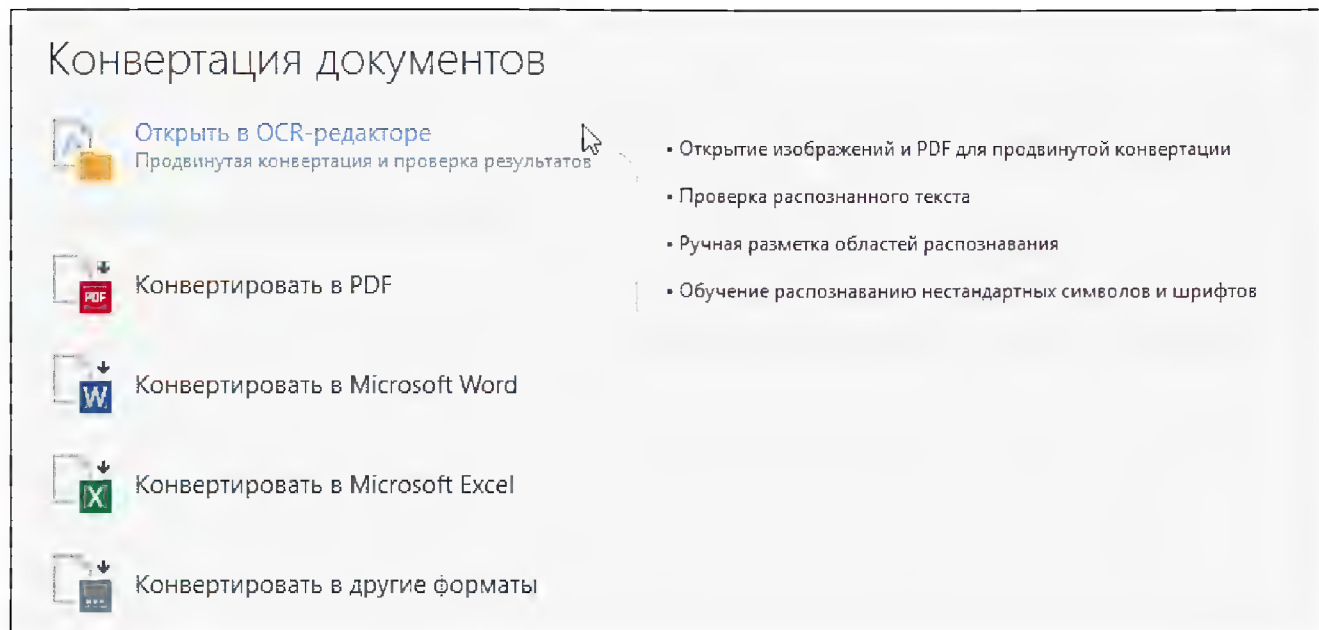 Конвертация документов
Открыть в OCR-редакторе
Продвинутая конвертация и проверка результатов
▪ Открытие изображений и PDF для продвинутой конвертации
▪ Проверка распознанного текста
▪ Ручная разметка областей распознавания
▪ Обучение распознаванию нестандартных символов и шрифтов
PDF
Конвертировать в PDF
W
Конвертировать в Microsoft Word
X
Конвертировать в Microsoft Excel
Конвертировать в другие форматы